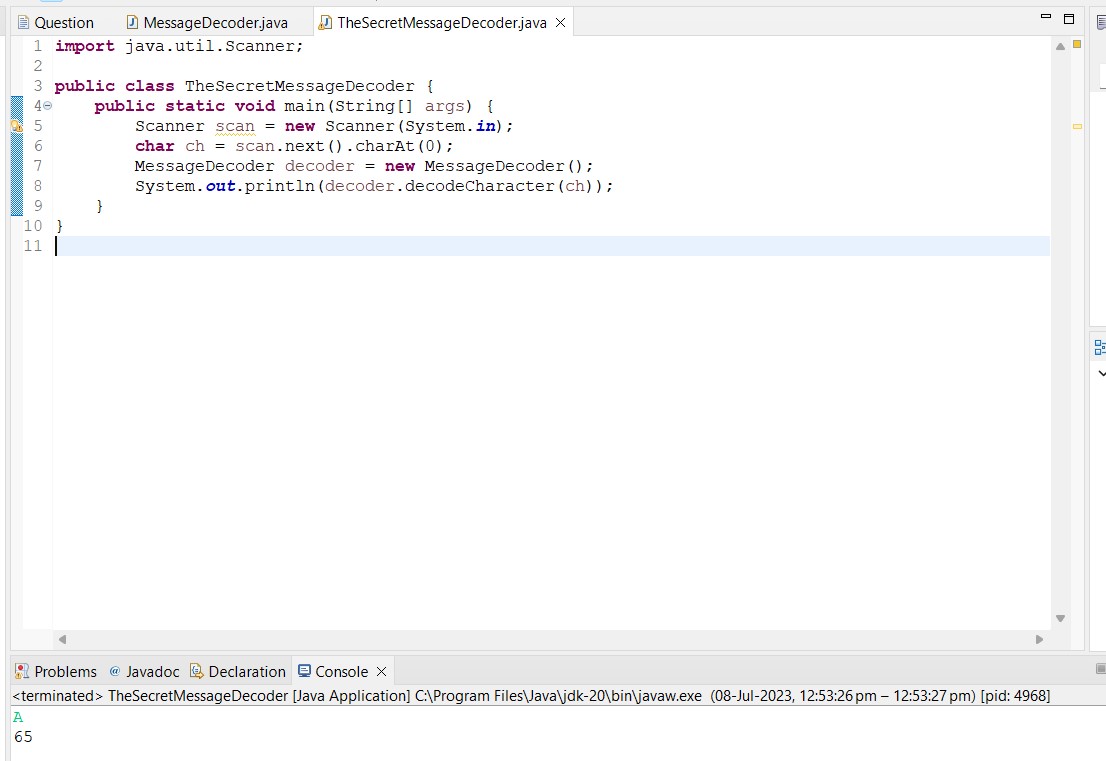 Question MessageDecoder.java TheSecretMessageDecoder.java
1 import java.util.Scanner;
2
3 public class TheSecretMessageDecoder {
4 public static void main(String[] args) {
5 Scanner scan = new Scanner(System.in);
6 char ch = scan.next().charAt(0);
7 MessageDecoder decoder = new MessageDecoder();
8 System.out.println(decoder.decodeCharacter(ch));
9 }
10 }
11
Problems @ Javadoc Declaration Console
<terminated> TheSecretMessageDecoder [Java Application] C:\Program Files\Java\jdk-20\bin\javaw.exe (08-Jul-2023, 12:53:26 pm – 12:53:27 pm) [pid: 4968]
A
65